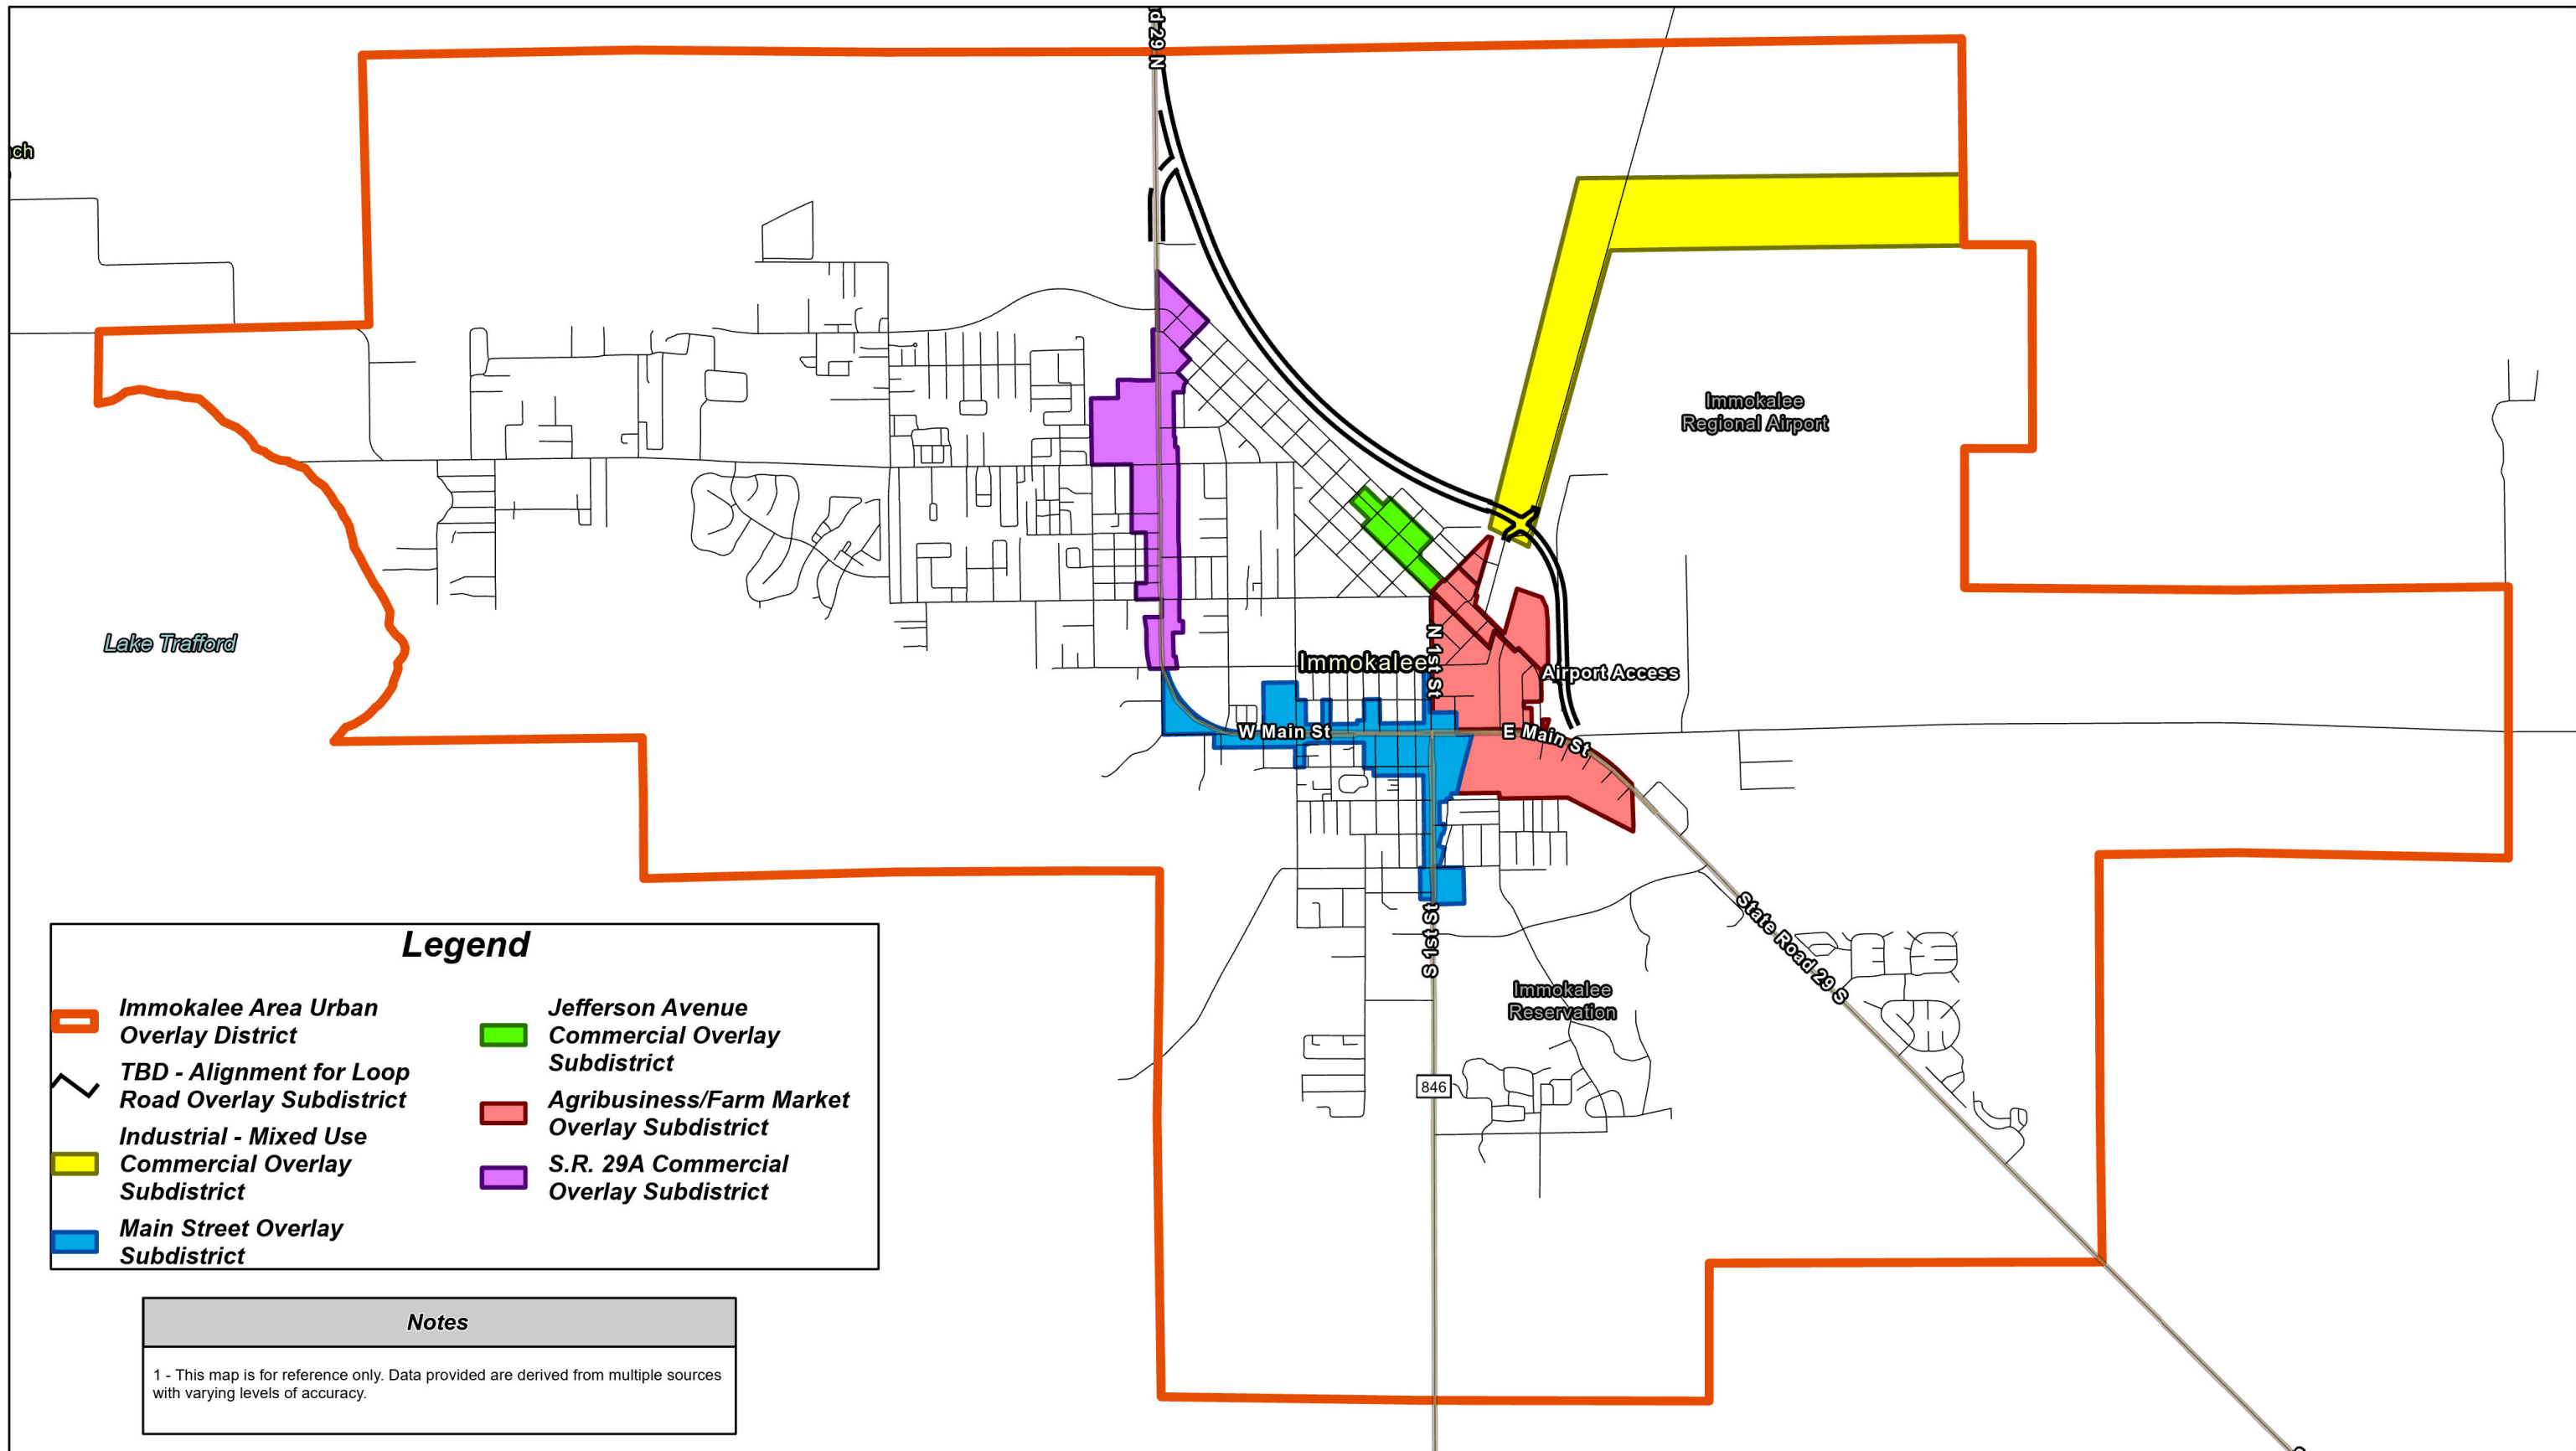 d 29 N
ch
Immokalee
Regional Airport
Lake Trafford
Immokalee
N 1st St
Airport Access
W Main St
E Main St
S 1st St
State Road 29 S
Immokalee
Reservation
846
Legend
Immokalee Area Urban
Overlay District
TBD - Alignment for Loop
Road Overlay Subdistrict
Industrial - Mixed Use
Commercial Overlay
Subdistrict
Main Street Overlay
Subdistrict
Jefferson Avenue
Commercial Overlay
Subdistrict
Agribusiness/Farm Market
Overlay Subdistrict
S.R. 29A Commercial
Overlay Subdistrict
Notes
1 - This map is for reference only. Data provided are derived from multiple sources
with varying levels of accuracy.